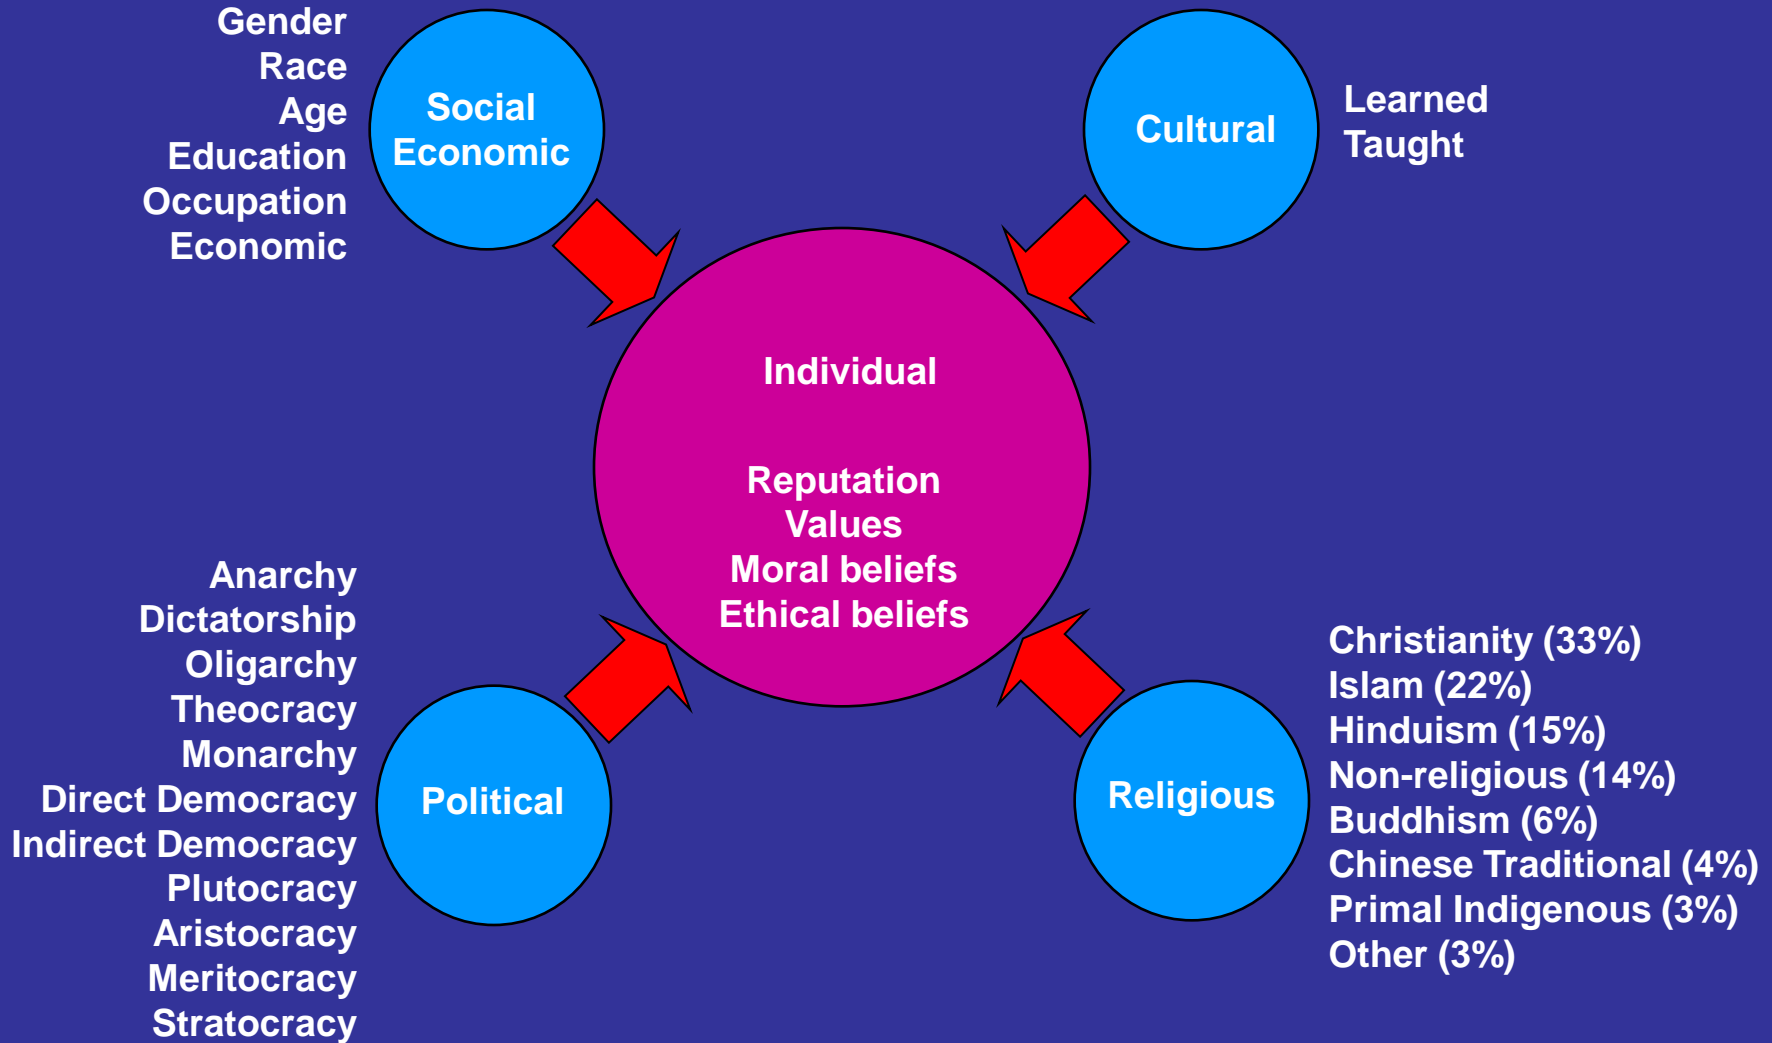 Gender
Race
Age
Education
Occupation
Economic
Social
Economic
Cultural
Learned
Taught
Individual
Reputation
Values
Moral beliefs
Ethical beliefs
Anarchy
Dictatorship
Oligarchy
Theocracy
Monarchy
Direct Democracy
Indirect Democracy
Plutocracy
Aristocracy
Meritocracy
Stratocracy
Political
Religious
Christianity (33%)
Islam (22%)
Hinduism (15%)
Non-religious (14%)
Buddhism (6%)
Chinese Traditional (4%)
Primal Indigenous (3%)
Other (3%)